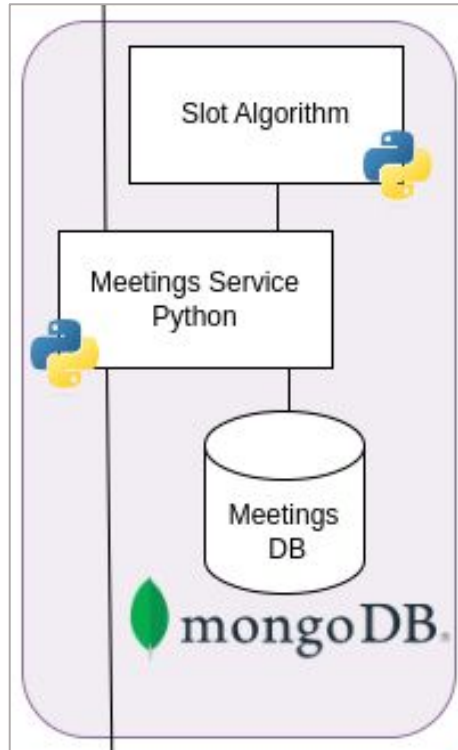 Slot Algorithm
Meetings Service
Python
Meetings
DB
mongoDB®